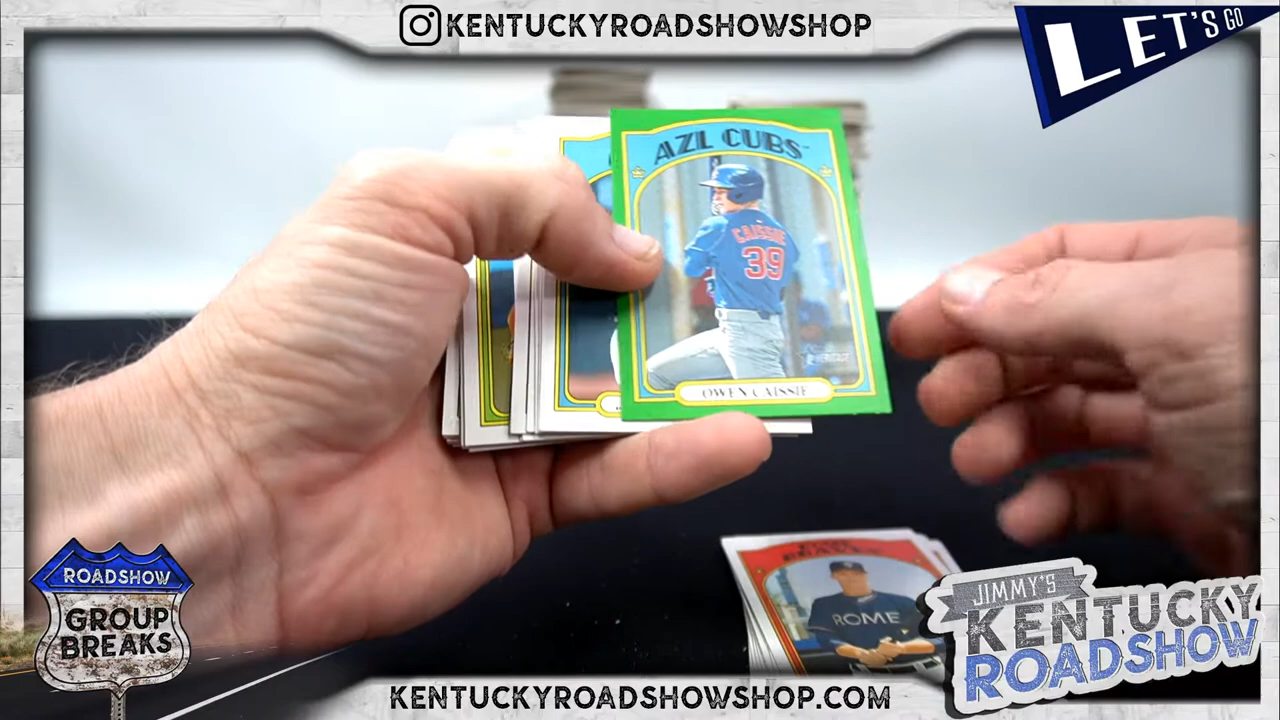 KENTUCKYROADSHOWSHOP
LET'S GO
AZL CUBS
CAISSIE
39
OWEN CAISSIE
ROME
ROADSHOW
GROUP
BREAKS
JIMMY'S
KENTUCKY
ROADSHOW
KENTUCKYROADSHOWSHOP.COM